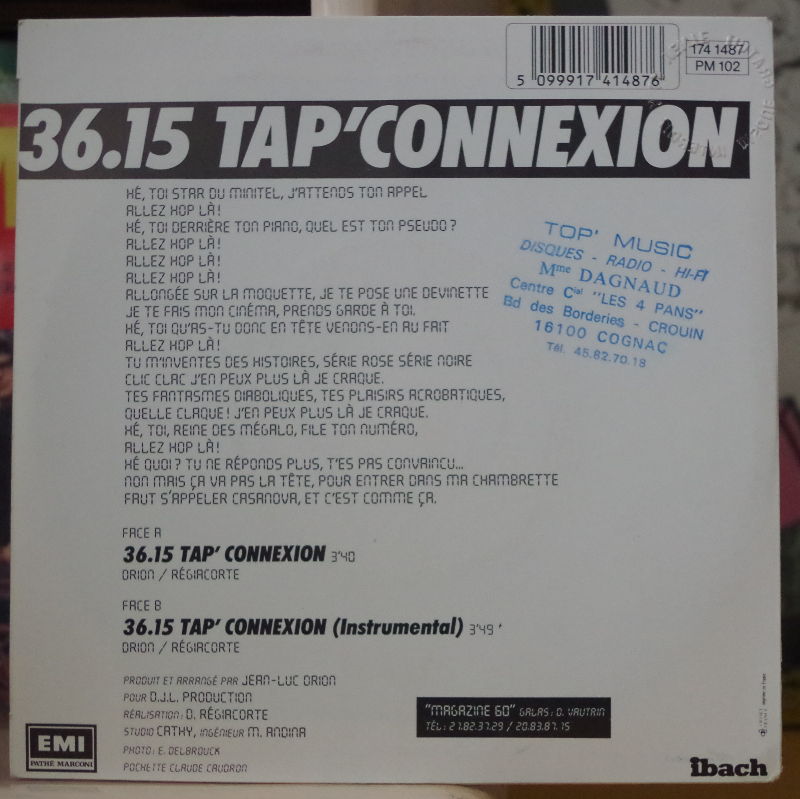 174 1487
PM 102
5 099917 414876
36.15 TAP'CONNEXION
HÉ, TOI STAR DU MINITEL, J'ATTENDS TON APPEL
ALLEZ HOP LÀ!
HÉ, TOI DERRIÈRE TON PIANO, QUEL EST TON PSEUDO?
ALLEZ HOP LÀ!
ALLEZ HOP LÀ!
ALLEZ HOP LÀ!
ALLONGÉE SUR LA MOQUETTE, JE TE POSE UNE DEVINETTE
JE TE FAIS MON CINÉMA, PRENDS GARDE À TOI.
HÉ, TOI QU'AS-TU DONC EN TÊTE VENONS-EN AU FAIT
ALLEZ HOP LÀ!
TU M'INVENTES DES HISTOIRES, SÉRIE ROSE SÉRIE NOIRE
CLIC CLAC J'EN PEUX PLUS LÀ JE CRAQUE.
TES FANTASMES DIABOLIQUES, TES PLAISIRS ACROBATIQUES,
QUELLE CLAQUE! J'EN PEUX PLUS LÀ JE CRAQUE.
HÉ, TOI, REINE DES MÉGALO, FILE TON NUMÉRO,
ALLEZ HOP LÀ!
HÉ QUOI? TU NE RÉPONDS PLUS, T'ES PAS CONVAINCU...
NON MAIS ÇA VA PAS LA TÊTE, POUR ENTRER DANS MA CHAMBRETTE
FAUT S'APPELER CASANOVA, ET C'EST COMME ÇA.
TOP' MUSIC
DISQUES - RADIO - HI-FI
Mme DAGNAUD
Centre Cial "LES 4 PANS"
Bd des Borderies - CROUIN
16100 COGNAC
Tél. 45.82.70.18
FACE A
36.15 TAP' CONNEXION 3'40
ORION / RÉGIACORTE
FACE B
36.15 TAP' CONNEXION (Instrumental) 3'49
ORION / RÉGIACORTE
PRODUIT ET ARRANGÉ PAR JEAN-LUC DRION
POUR D.J.L. PRODUCTION
RÉALISATION: D. RÉGIACORTE
STUDIO CATHY, INGÉNIEUR M. ANDINA
PHOTO: E. DELBROUCK
POCHETTE CLAUDE CAUDRON
"MAGAZINE 60" GALAS: D. VAUTRIN
TÉL: 21.82.37.29 / 20.83.87.15
EMI
PATHÉ MARCONI
ibach